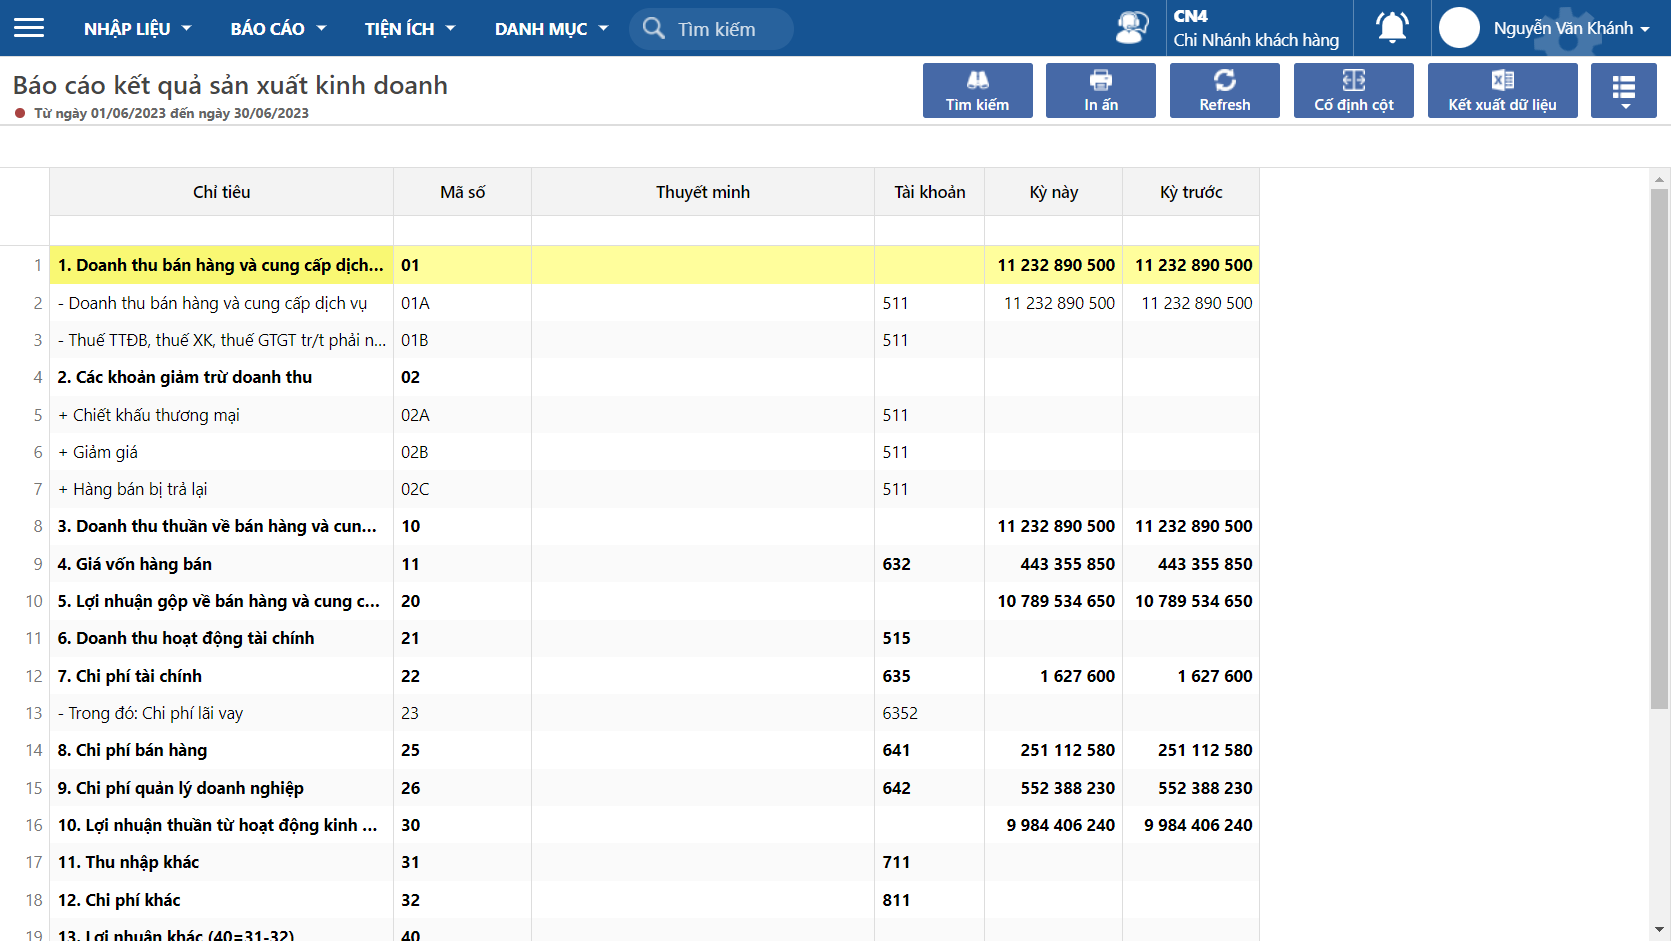 NHẬP LIỆU BÁO CÁO TIỆN ÍCH DANH MỤC Tìm kiếm
CN4
Chi Nhánh khách hàng
Nguyễn Văn Khánh
Báo cáo kết quả sản xuất kinh doanh
Từ ngày 01/06/2023 đến ngày 30/06/2023
Tìm kiếm In ấn Refresh Cố định cột Kết xuất dữ liệu
Chỉ tiêu Mã số Thuyết minh Tài khoản Kỳ này Kỳ trước
1 1. Doanh thu bán hàng và cung cấp dịch... 01 11 232 890 500 11 232 890 500
2 - Doanh thu bán hàng và cung cấp dịch vụ 01A 511 11 232 890 500 11 232 890 500
3 - Thuế TTĐB, thuế XK, thuế GTGT tr/t phải n... 01B 511
4 2. Các khoản giảm trừ doanh thu 02
5 + Chiết khấu thương mại 02A 511
6 + Giảm giá 02B 511
7 + Hàng bán bị trả lại 02C 511
8 3. Doanh thu thuần về bán hàng và cun... 10 11 232 890 500 11 232 890 500
9 4. Giá vốn hàng bán 11 632 443 355 850 443 355 850
10 5. Lợi nhuận gộp về bán hàng và cung c... 20 10 789 534 650 10 789 534 650
11 6. Doanh thu hoạt động tài chính 21 515
12 7. Chi phí tài chính 22 635 1 627 600 1 627 600
13 - Trong đó: Chi phí lãi vay 23 6352
14 8. Chi phí bán hàng 25 641 251 112 580 251 112 580
15 9. Chi phí quản lý doanh nghiệp 26 642 552 388 230 552 388 230
16 10. Lợi nhuận thuần từ hoạt động kinh ... 30 9 984 406 240 9 984 406 240
17 11. Thu nhập khác 31 711
18 12. Chi phí khác 32 811
19 13. Lợi nhuận khác (40=31-32) 40